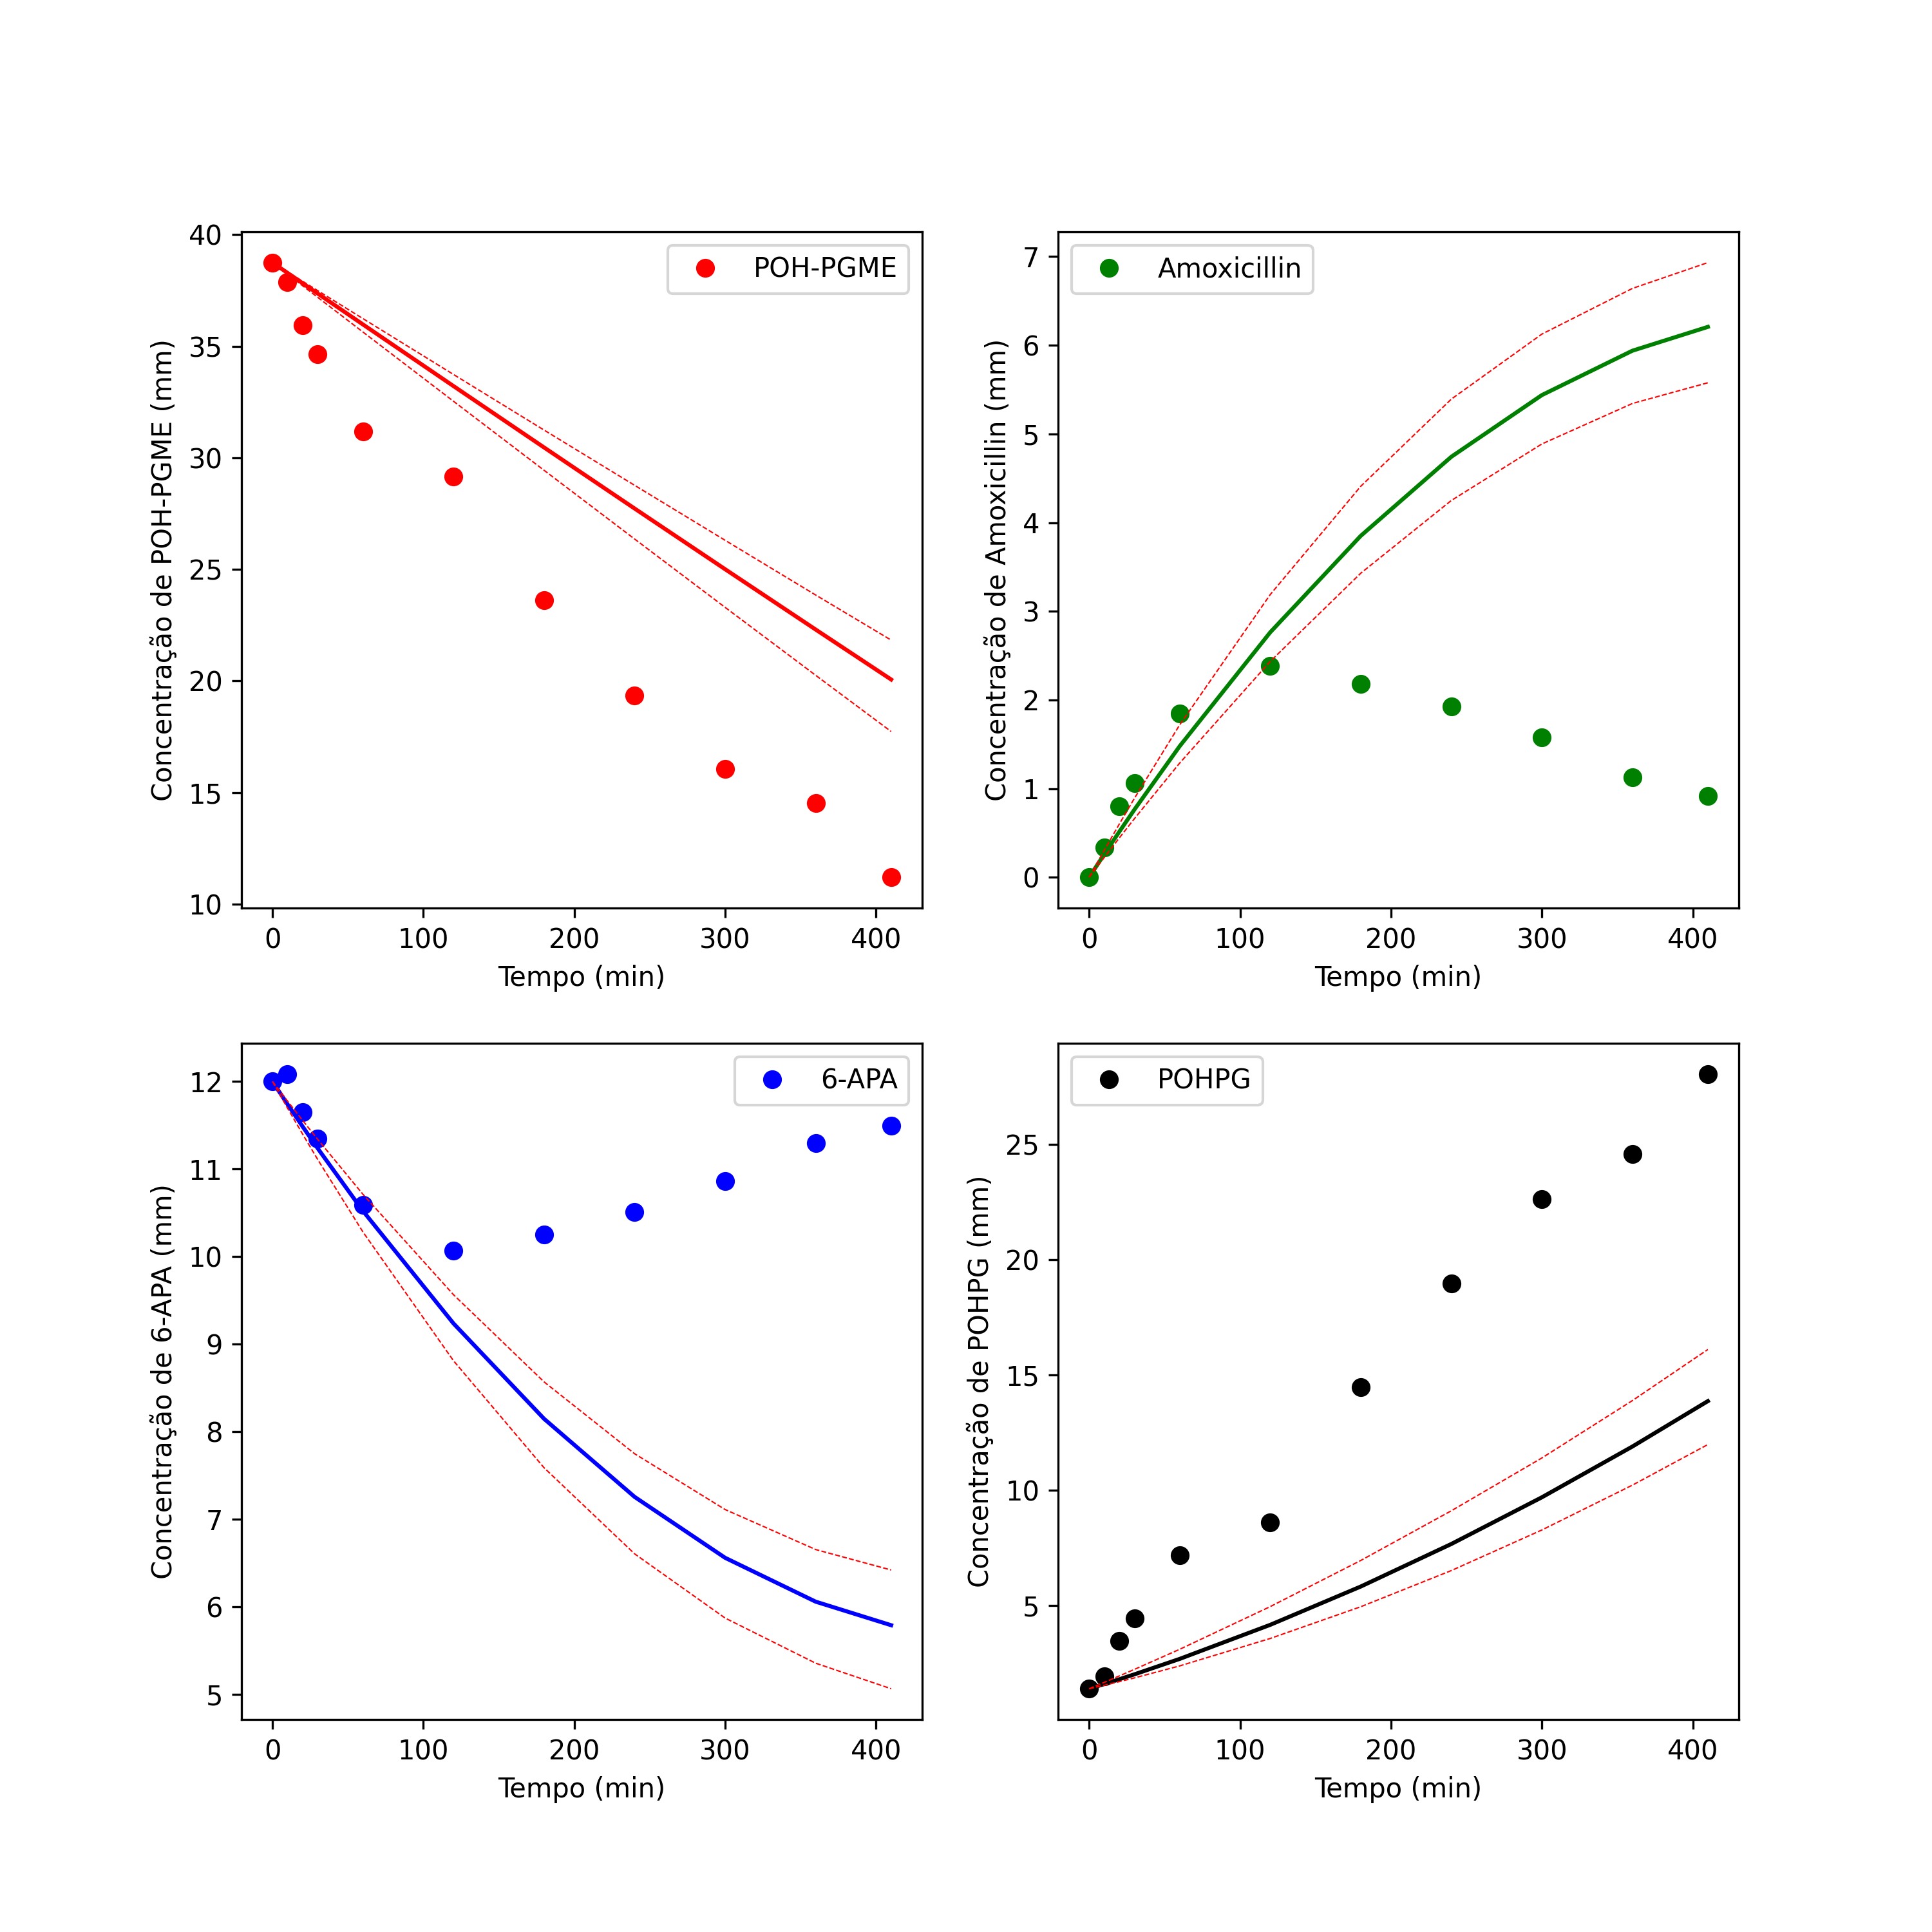 POH-PGME
40
35
30
25
20
15
10
Concentração de POH-PGME (mm)
0 100 200 300 400
Tempo (min)
Amoxicillin
7
6
5
4
3
2
1
0
Concentração de Amoxicillin (mm)
0 100 200 300 400
Tempo (min)
6-APA
12
11
10
9
8
7
6
5
Concentração de 6-APA (mm)
0 100 200 300 400
Tempo (min)
POHPG
25
20
15
10
5
Concentração de POHPG (mm)
0 100 200 300 400
Tempo (min)